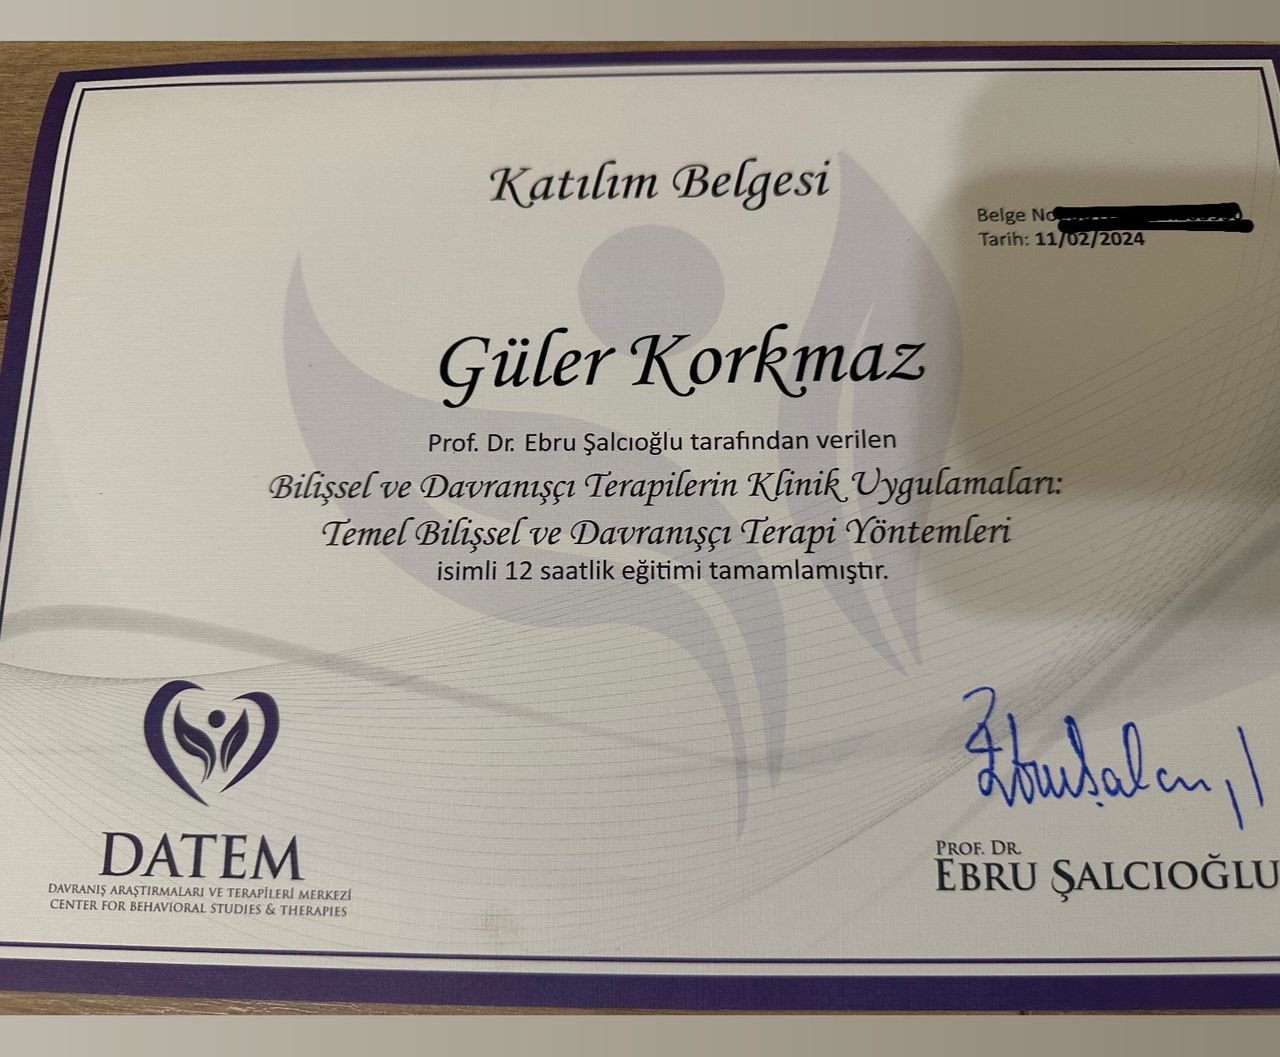 Katılım Belgesi
Belge No
Tarih: 11/02/2024
Güler Korkmaz
Prof. Dr. Ebru Şalcıoğlu tarafından verilen
Bilişsel ve Davranışçı Terapilerin Klinik Uygulamaları:
Temel Bilişsel ve Davranışçı Terapi Yöntemleri
isimli 12 saatlik eğitimi tamamlamıştır.
DATEM
DAVRANIŞ ARAŞTIRMALARI VE TERAPİLERİ MERKEZİ
CENTER FOR BEHAVIORAL STUDIES & THERAPIES
PROF. DR.
EBRU ŞALCIOĞLU